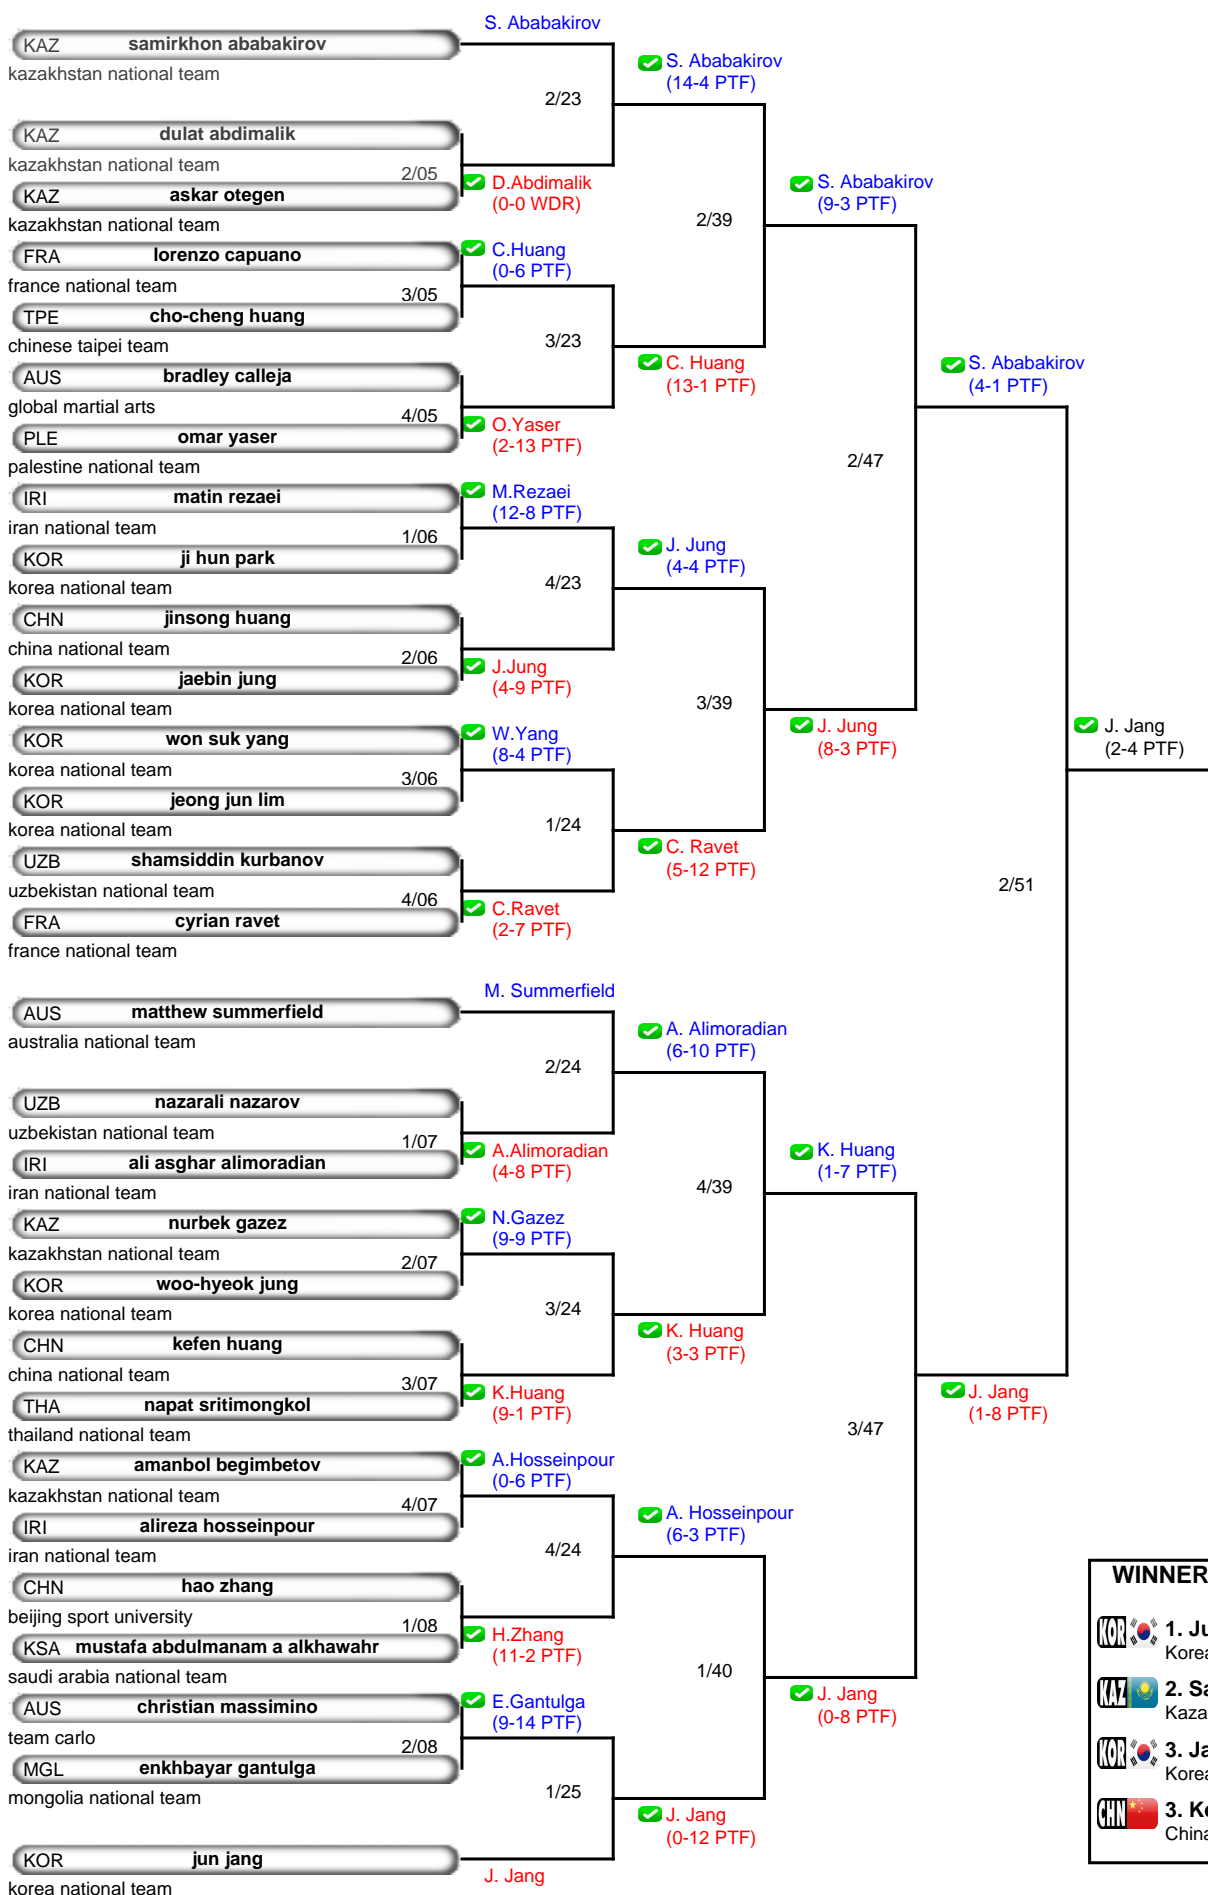 S. Ababakirov
KAZ samirkhon ababakirov
kazakhstan national team
S. Ababakirov
(14-4 PTF)
2/23
KAZ dulat abdimalik
kazakhstan national team
2/05
KAZ askar otegen
kazakhstan national team
D.Abdimalik
(0-0 WDR)
S. Ababakirov
(9-3 PTF)
2/39
FRA lorenzo capuano
france national team
C.Huang
(0-6 PTF)
3/05
TPE cho-cheng huang
chinese taipei team
3/23
C. Huang
(13-1 PTF)
AUS bradley calleja
global martial arts
4/05
PLE omar yaser
palestine national team
O.Yaser
(2-13 PTF)
S. Ababakirov
(4-1 PTF)
2/47
IRI matin rezaei
iran national team
M.Rezaei
(12-8 PTF)
1/06
KOR ji hun park
korea national team
J. Jung
(4-4 PTF)
4/23
CHN jinsong huang
china national team
2/06
KOR jaebin jung
korea national team
J.Jung
(4-9 PTF)
3/39
J. Jung
(8-3 PTF)
J. Jang
(2-4 PTF)
KOR won suk yang
korea national team
W.Yang
(8-4 PTF)
3/06
KOR jeong jun lim
korea national team
1/24
C. Ravet
(5-12 PTF)
UZB shamsiddin kurbanov
uzbekistan national team
4/06
FRA cyrian ravet
france national team
C.Ravet
(2-7 PTF)
2/51
M. Summerfield
AUS matthew summerfield
australia national team
A. Alimoradian
(6-10 PTF)
2/24
UZB nazarali nazarov
uzbekistan national team
1/07
IRI ali asghar alimoradian
iran national team
A.Alimoradian
(4-8 PTF)
K. Huang
(1-7 PTF)
4/39
KAZ nurbek gazez
kazakhstan national team
N.Gazez
(9-9 PTF)
2/07
KOR woo-hyeok jung
korea national team
3/24
K. Huang
(3-3 PTF)
CHN kefen huang
china national team
3/07
THA napat sritimongkol
thailand national team
K.Huang
(9-1 PTF)
J. Jang
(1-8 PTF)
3/47
KAZ amanbol begimbetov
kazakhstan national team
A.Hosseinpour
(0-6 PTF)
4/07
IRI alireza hosseinpour
iran national team
A. Hosseinpour
(6-3 PTF)
4/24
CHN hao zhang
beijing sport university
1/08
KSA mustafa abdulmanam a alkhawahr
saudi arabia national team
H.Zhang
(11-2 PTF)
1/40
J. Jang
(0-8 PTF)
AUS christian massimino
team carlo
E.Gantulga
(9-14 PTF)
2/08
MGL enkhbayar gantulga
mongolia national team
1/25
J. Jang
(0-12 PTF)
KOR jun jang
korea national team
J. Jang
WINNER
KOR 1. Ju
Korea
KAZ 2. Sa
Kaza
KOR 3. Ja
Korea
CHN 3. Ke
China